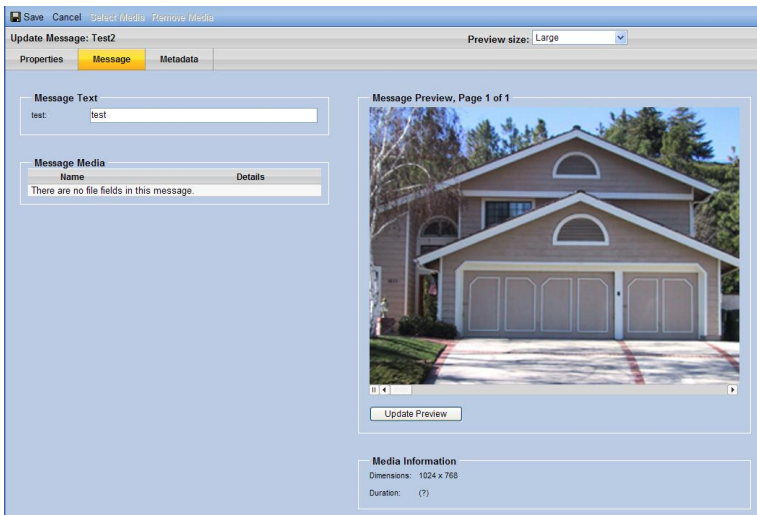 Save Cancel Select Media Remove Media
Update Message: Test2
Preview size: Large
Properties Message Metadata
Message Text
test: test
Message Media
Name Details
There are no file fields in this message.
Message Preview, Page 1 of 1
Update Preview
Media Information
Dimensions: 1024 x 768
Duration: (?)